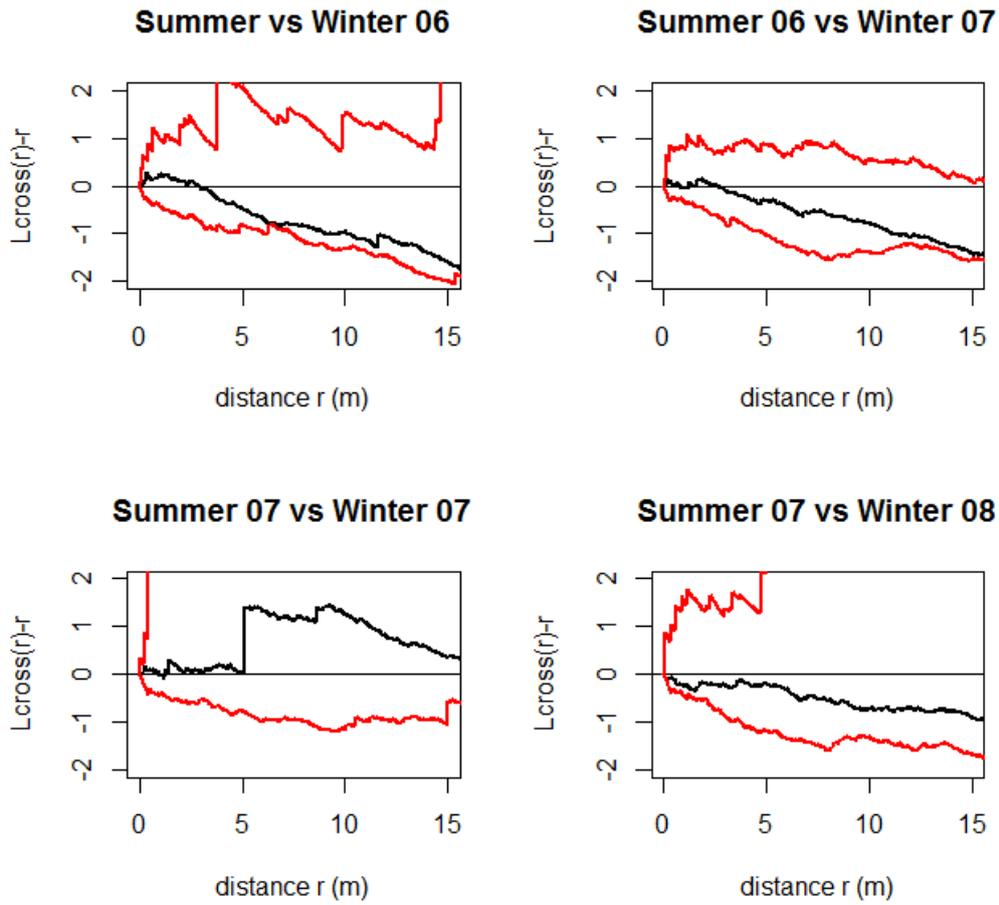 Summer vs Winter 06
Lcross(r)-r
2
1
0
-1
-2
0 5 10 15
distance r (m)
Summer 06 vs Winter 07
Lcross(r)-r
2
1
0
-1
-2
0 5 10 15
distance r (m)
Summer 07 vs Winter 07
Lcross(r)-r
2
1
0
-1
-2
0 5 10 15
distance r (m)
Summer 07 vs Winter 08
Lcross(r)-r
2
1
0
-1
-2
0 5 10 15
distance r (m)